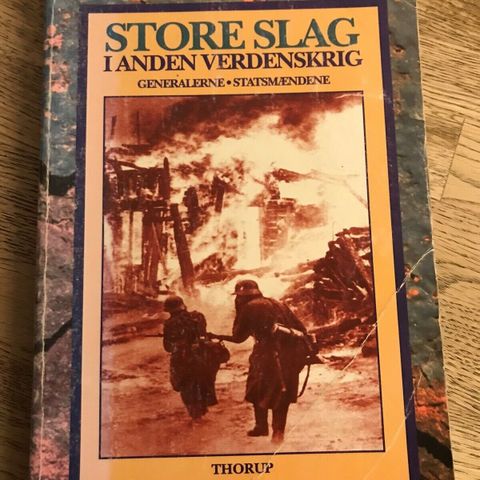 STORE SLAG
I ANDEN VERDENSKRIG
GENERALERNE • STATSMÆNDENE
THORUP